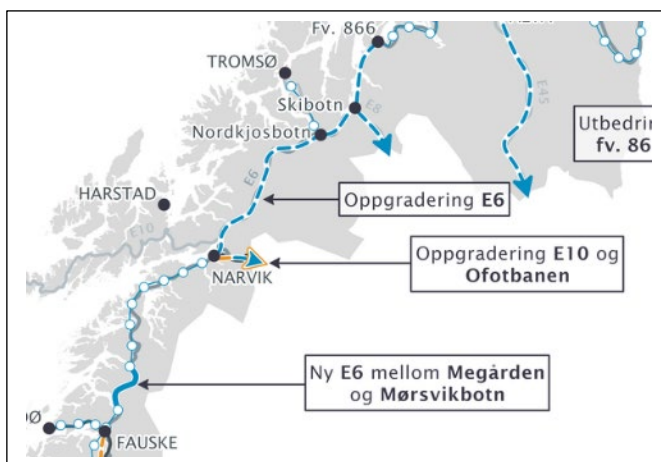 Fv. 866
TROMSØ
Skibotn
E8
E45
Nordkjosbotn
Utbedrin
fv. 86
E6
HARSTAD
Oppgradering E6
E10
Oppgradering E10 og
Ofotbanen
NARVIK
Ny E6 mellom Megården
og Mørsvikbotn
DØ
FAUSKE